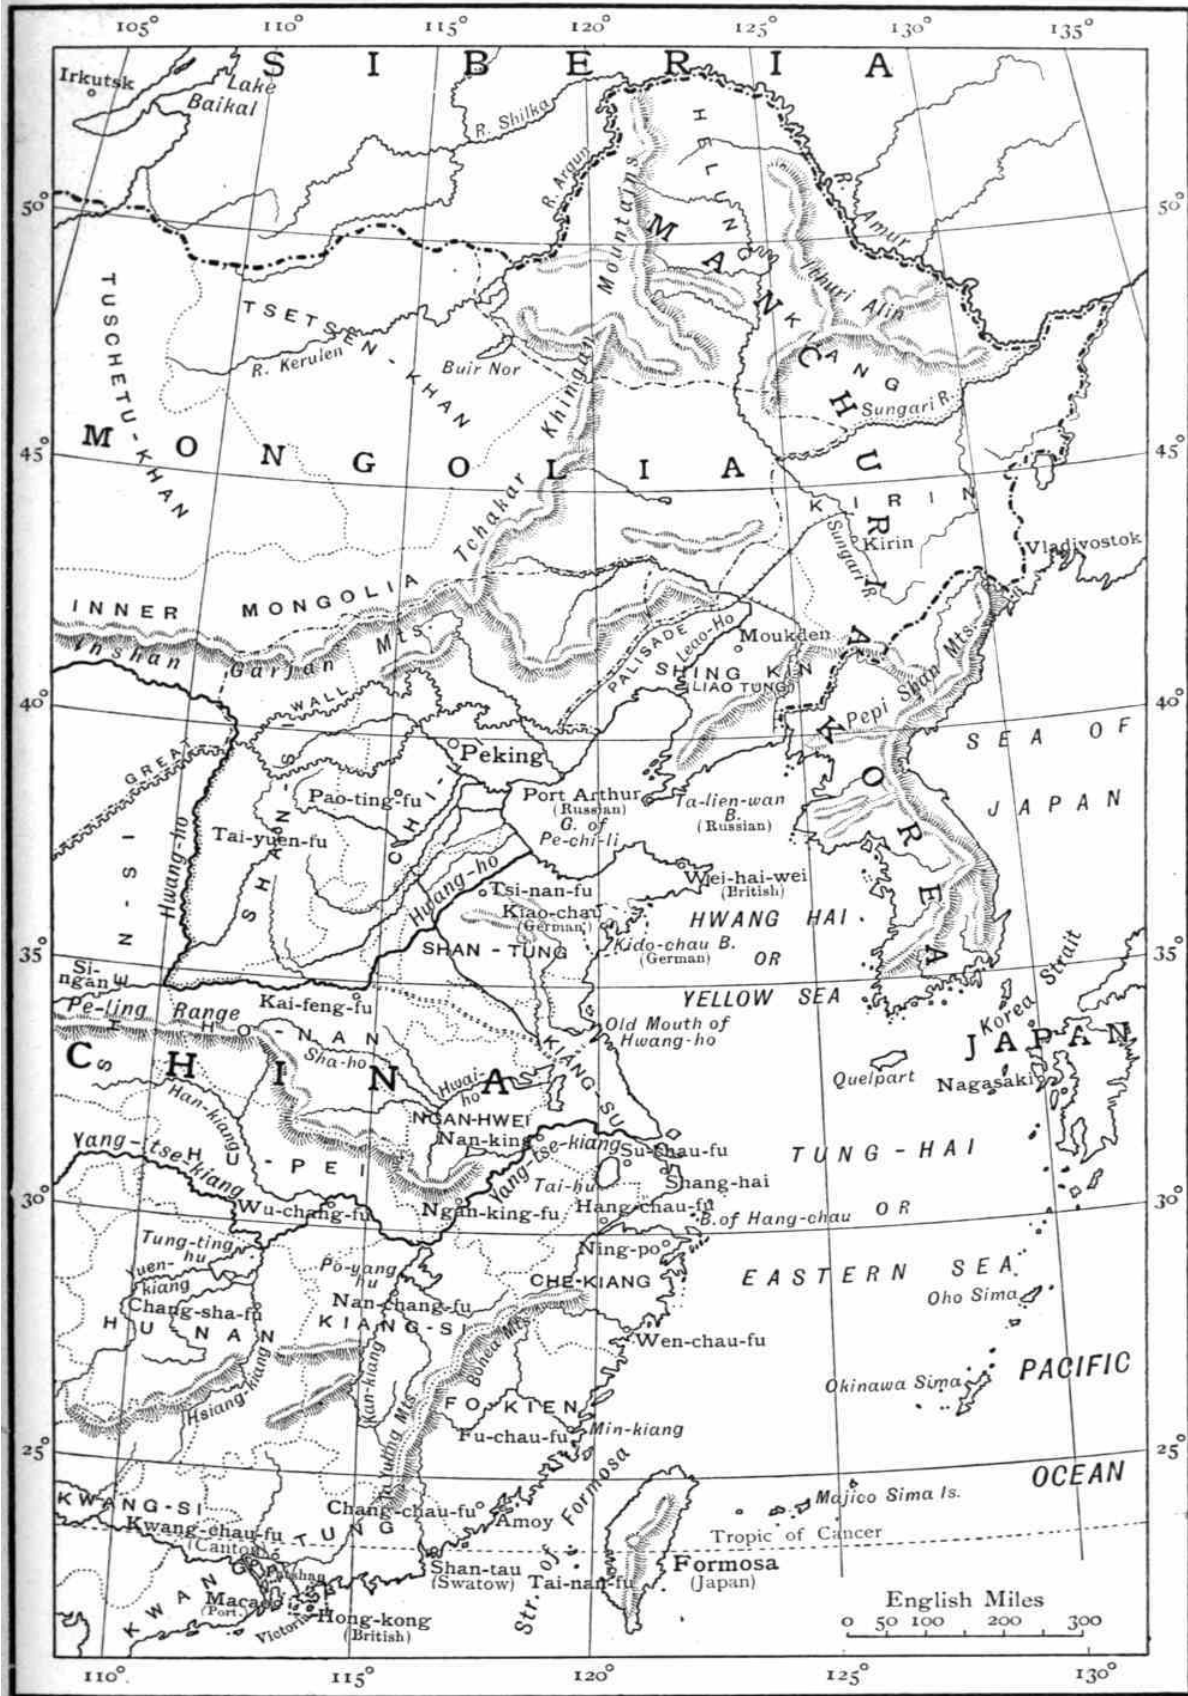 105° 110° 115° 120° 125° 130° 135°
SIBERIA
Irkutsk
Lake
Baikal
R. Shilka
R. Argun
HELUNG
KIANG
R. Amur
50°
50°
Mountains
MANCHURIA
Ilhuri Alin
TUSCHETU-KHAN
TSETSEN-KHAN
R. Kerulen
Buir Nor
Khingan
Sungari R.
45°
45°
MONGOLIA
Tchakar
KIRIN
Kirin
Sungari R.
Vladivostok
INNER MONGOLIA
Inshan
Garjan Mts.
PALISADE
Leao-Ho
Moukden
SHING KIN
(LIAO TUNG)
Pepi Shan Mts.
40°
40°
GREAT WALL
Peking
SEA OF
JAPAN
KOREA
Pao-ting-fu
CHI-
Port Arthur
(Russian)
G. of
Pe-chi-li
Ta-lien-wan
B.
(Russian)
Tai-yuen-fu
SHAN-SI
Hwang-ho
Hwang-ho
Tsi-nan-fu
Kiao-chau
(German)
Wei-hai-wei
(British)
HWANG HAI
OR
YELLOW SEA
SHAN-TUNG
Kido-chau B.
(German)
35°
35°
Si-
ngan
Kai-feng-fu
Pe-ling Range
HO-NAN
Sha-ho
Old Mouth of
Hwang-ho
Korea Strait
JAPAN
CHINA
Hwai-
ho
KIANG-SU
Quelpart
Nagasaki
Han-kiang
NGAN-HWEI
Nan-king
Yang-tse-kiang
HU-PEI
Yang-tse-kiang
Su-chau-fu
TUNG-HAI
Tai-hu
Shang-hai
30°
30°
Wu-chang-fu
Ngan-king-fu
Hang-chau-fu
B. of Hang-chau
OR
Tung-ting-
hu
Ning-po
Yuen-
kiang
Po-yang
hu
CHE-KIANG
EASTERN SEA
Oho Sima
Chang-sha-fu
Nan-chang-fu
HUNAN
KIANG-SI
Bohea Mts.
Wen-chau-fu
PACIFIC
Okinawa Sima
Hsiang-kiang
Kan-kiang
FO-KIEN
Min-kiang
Fu-chau-fu
25°
25°
OCEAN
KWANG-SI
Chang-chau-fu
Amoy
Str. of Formosa
Majico Sima Is.
Kwang-chau-fu
(Canton)
KWANG TUNG
Tropic of Cancer
Shan-tau
(Swatow)
Tai-nan-fu
Formosa
(Japan)
Macao
(Port.)
Victoria
Hong-kong
(British)
English Miles
0 50 100 200 300
110° 115° 120° 125° 130°